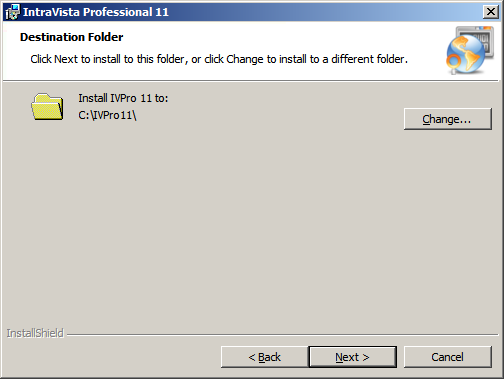 IntraVista Professional 11
Destination Folder
Click Next to install to this folder, or click Change to install to a different folder.
Install IVPro 11 to:
C:\IVPro11\
Change...
InstallShield
< Back
Next >
Cancel